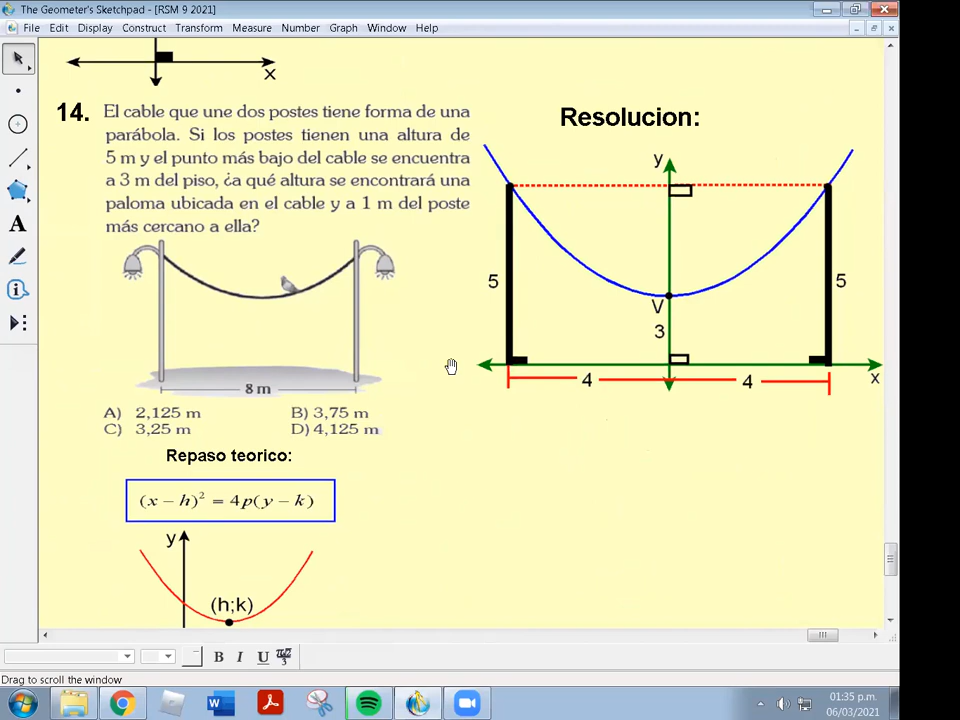 The Geometer's Sketchpad - [RSM 9 2021]
File Edit Display Construct Transform Measure Number Graph Window Help
x
14. El cable que une dos postes tiene forma de una
parábola. Si los postes tienen una altura de
5 m y el punto más bajo del cable se encuentra
a 3 m del piso, ¿a qué altura se encontrará una
paloma ubicada en el cable y a 1 m del poste
más cercano a ella?
8 m
A) 2,125 m B) 3,75 m
C) 3,25 m D) 4,125 m
Repaso teorico:
(x − h)² = 4p(y − k)
y
(h;k)
Resolucion:
y
5
5
V
3
x
4
4
A
B I U
Drag to scroll the window
01:35 p.m.
06/03/2021